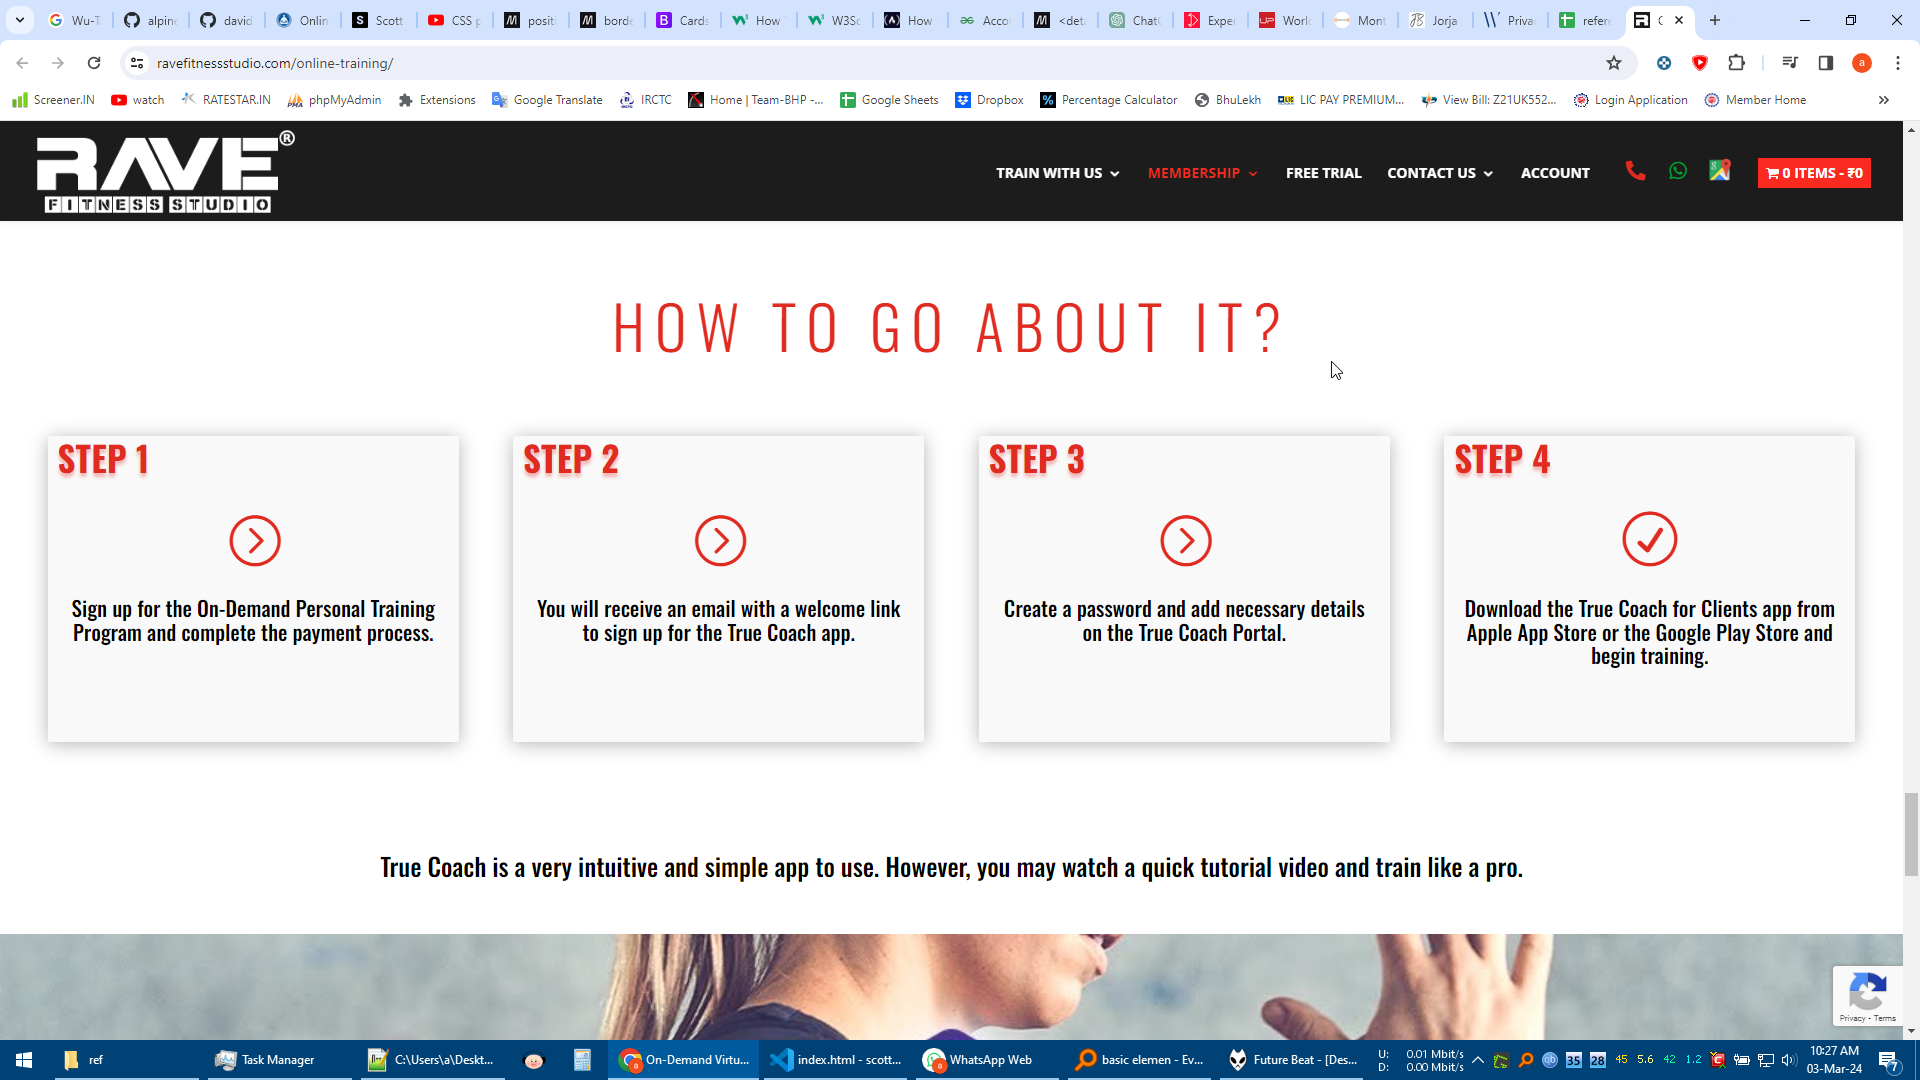 Wu-T
alpine
david
Onlin
Scott
CSS p
positi
borde
Cards
How
W3Sc
How
Acco
<deta
ChatG
Exper
World
Mont
Jorja
Priva
refere
ravefitnessstudio.com/online-training/
a
Screener.IN
watch
RATESTAR.IN
phpMyAdmin
Extensions
Google Translate
IRCTC
Home | Team-BHP -...
Google Sheets
Dropbox
Percentage Calculator
BhuLekh
LIC PAY PREMIUM...
View Bill: Z21UK552...
Login Application
Member Home
RAVE®
FITNESS STUDIO
TRAIN WITH US
MEMBERSHIP
FREE TRIAL
CONTACT US
ACCOUNT
0 ITEMS - ₹0
HOW TO GO ABOUT IT?
STEP 1
Sign up for the On-Demand Personal Training
Program and complete the payment process.
STEP 2
You will receive an email with a welcome link
to sign up for the True Coach app.
STEP 3
Create a password and add necessary details
on the True Coach Portal.
STEP 4
Download the True Coach for Clients app from
Apple App Store or the Google Play Store and
begin training.
True Coach is a very intuitive and simple app to use. However, you may watch a quick tutorial video and train like a pro.
Privacy - Terms
ref
Task Manager
C:\Users\a\Deskt...
On-Demand Virtu...
index.html - scott...
WhatsApp Web
basic elemen - Ev...
Future Beat - [Des...
U: 0.01 Mbit/s
D: 0.00 Mbit/s
35
28
45
5.6
42
1.2
10:27 AM
03-Mar-24
7